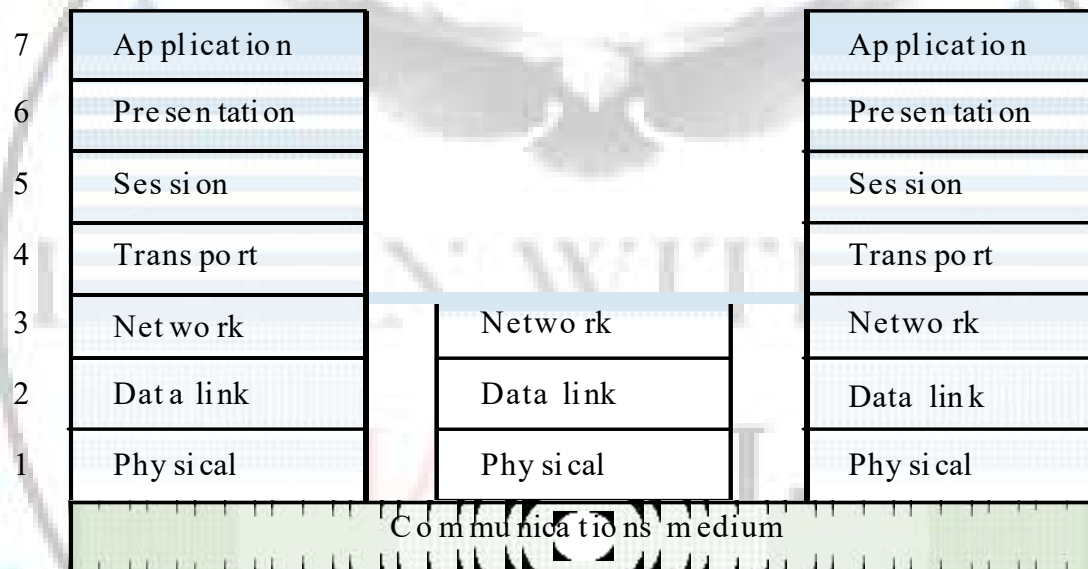 7 Application Application
6 Presentation Presentation
5 Session Session
4 Transport Transport
3 Network Network Network
2 Data link Data link Data link
1 Physical Physical Physical
Communications medium